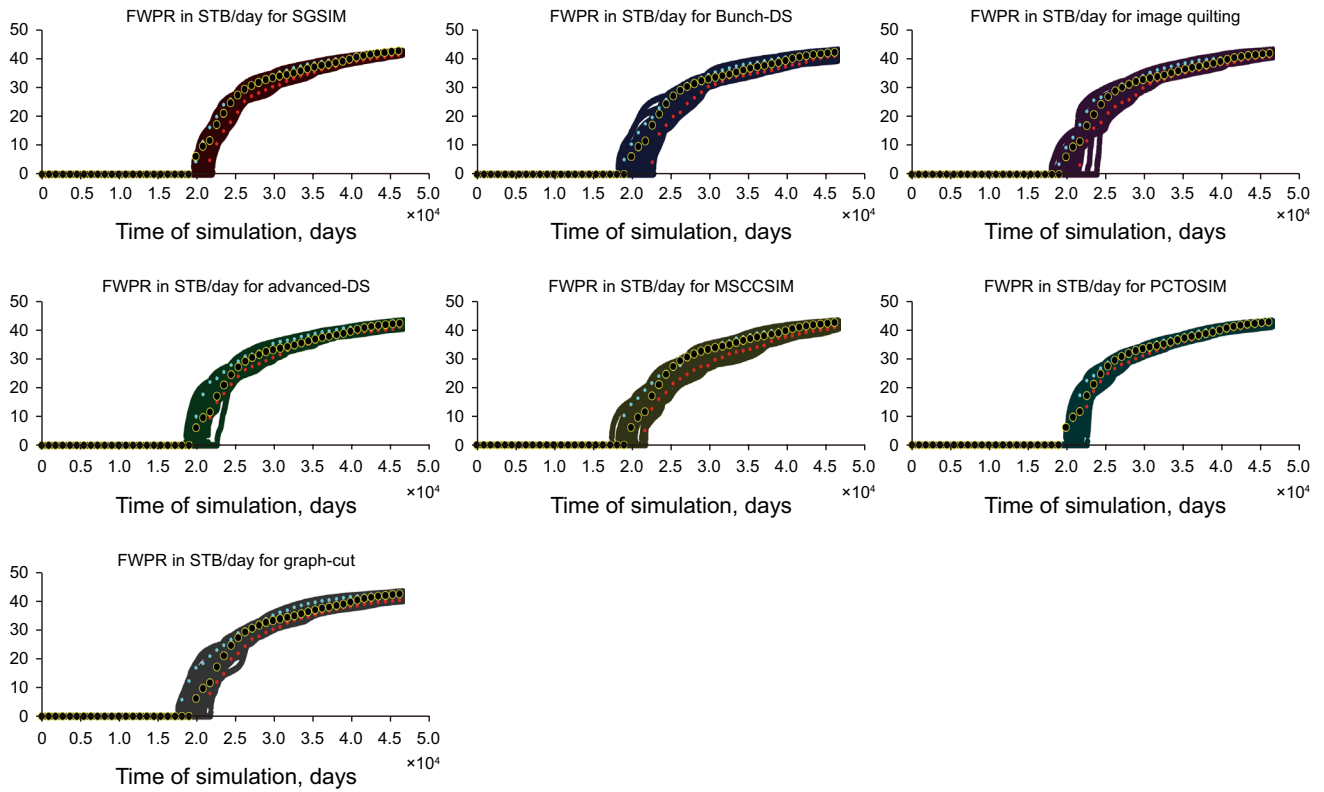 FWPR in STB/day for SGSIM
50
40
30
20
10
0
0 0.5 1.0 1.5 2.0 2.5 3.0 3.5 4.0 4.5 5.0
×10⁴
Time of simulation, days
FWPR in STB/day for Bunch-DS
50
40
30
20
10
0
0 0.5 1.0 1.5 2.0 2.5 3.0 3.5 4.0 4.5 5.0
×10⁴
Time of simulation, days
FWPR in STB/day for image quilting
50
40
30
20
10
0
0 0.5 1.0 1.5 2.0 2.5 3.0 3.5 4.0 4.5 5.0
×10⁴
Time of simulation, days
FWPR in STB/day for advanced-DS
50
40
30
20
10
0
0 0.5 1.0 1.5 2.0 2.5 3.0 3.5 4.0 4.5 5.0
×10⁴
Time of simulation, days
FWPR in STB/day for MSCCSIM
50
40
30
20
10
0
0 0.5 1.0 1.5 2.0 2.5 3.0 3.5 4.0 4.5 5.0
×10⁴
Time of simulation, days
FWPR in STB/day for PCTOSIM
50
40
30
20
10
0
0 0.5 1.0 1.5 2.0 2.5 3.0 3.5 4.0 4.5 5.0
×10⁴
Time of simulation, days
FWPR in STB/day for graph-cut
50
40
30
20
10
0
0 0.5 1.0 1.5 2.0 2.5 3.0 3.5 4.0 4.5 5.0
×10⁴
Time of simulation, days